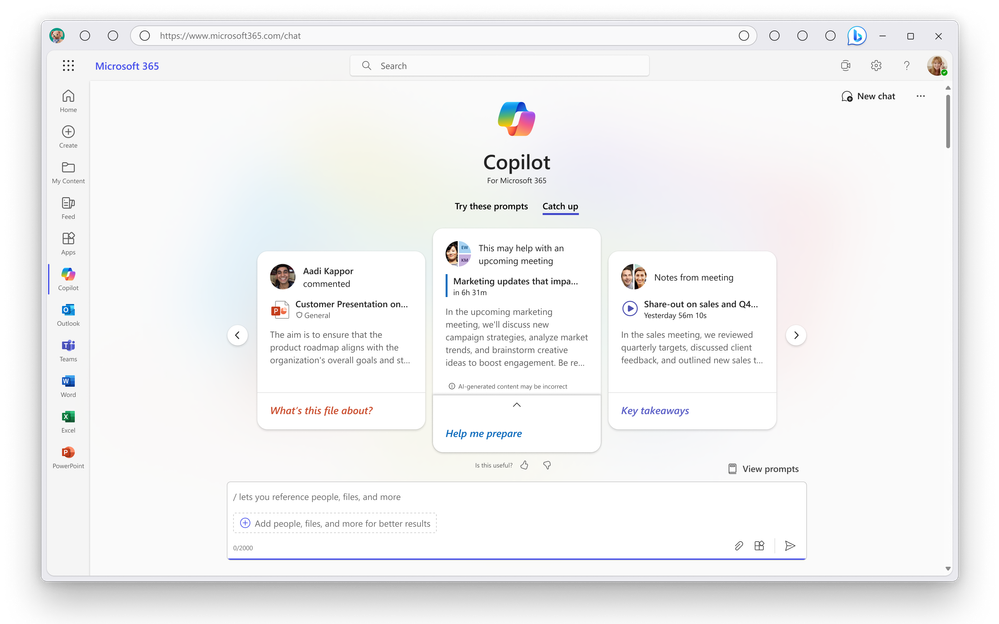 https://www.microsoft365.com/chat
Microsoft 365
Search
New chat
Home
Create
My Content
Feed
Apps
Copilot
Outlook
Teams
Word
Excel
PowerPoint
Copilot
For Microsoft 365
Try these prompts
Catch up
Aadi Kappor
commented
Customer Presentation on...
General
The aim is to ensure that the
product roadmap aligns with the
organization's overall goals and st...
What's this file about?
EW
KM
This may help with an
upcoming meeting
Marketing updates that impa...
in 6h 31m
In the upcoming marketing
meeting, we'll discuss new
campaign strategies, analyze market
trends, and brainstorm creative
ideas to boost engagement. Be re...
AI-generated content may be incorrect
Help me prepare
Notes from meeting
Share-out on sales and Q4...
Yesterday 56m 10s
In the sales meeting, we reviewed
quarterly targets, discussed client
feedback, and outlined new sales t...
Key takeaways
Is this useful?
View prompts
/ lets you reference people, files, and more
Add people, files, and more for better results
0/2000